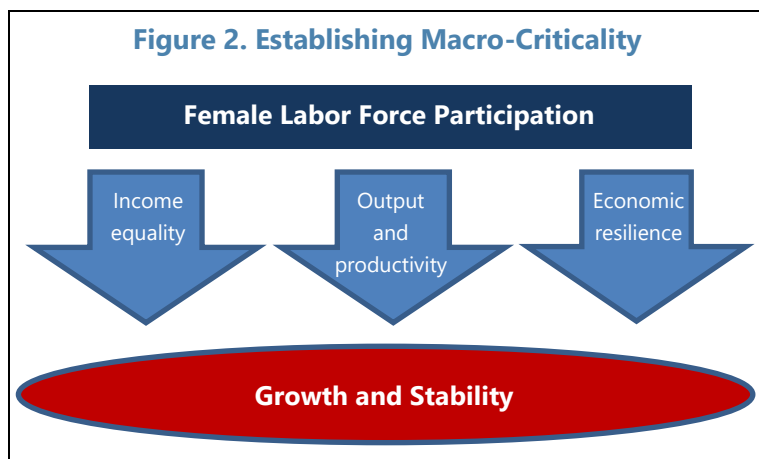 Figure 2. Establishing Macro-Criticality
Female Labor Force Participation
Income
equality
Output
and
productivity
Economic
resilience
Growth and Stability